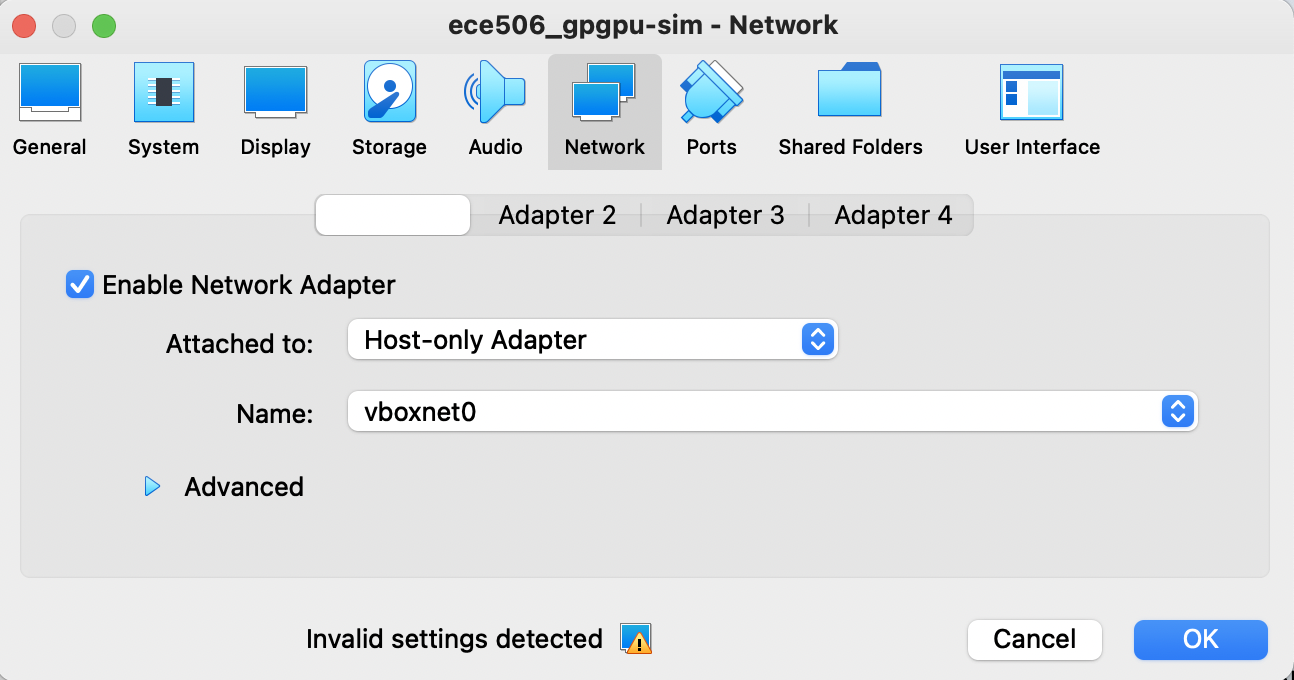 ece506_gpgpu-sim - Network
General System Display Storage Audio Network Ports Shared Folders User Interface
Adapter 2 Adapter 3 Adapter 4
Enable Network Adapter
Attached to: Host-only Adapter
Name: vboxnet0
Advanced
Invalid settings detected Cancel OK